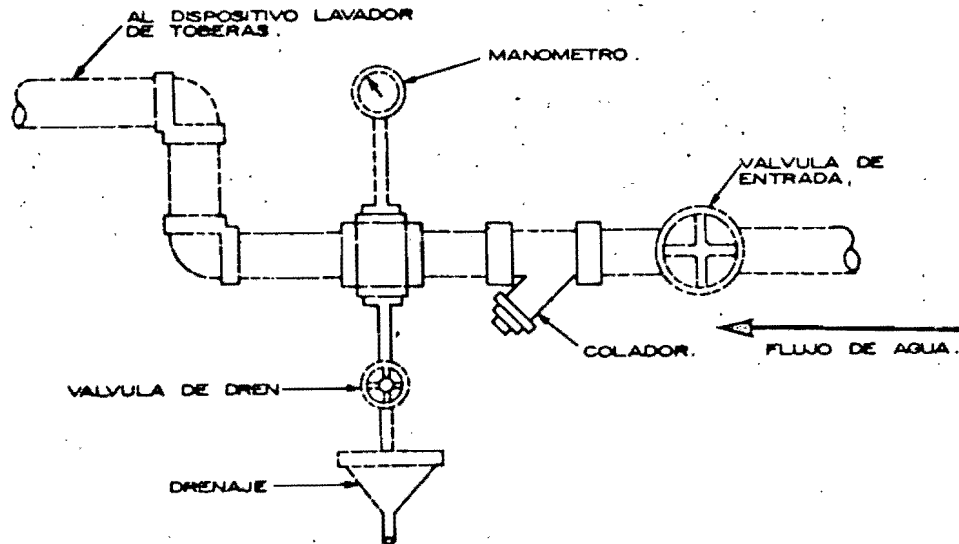 AL DISPOSITIVO LAVADOR
DE TOBERAS.
MANOMETRO.
VALVULA DE
ENTRADA,
COLADOR.
FLUJO DE AGUA.
VALVULA DE DREN
DRENAJE